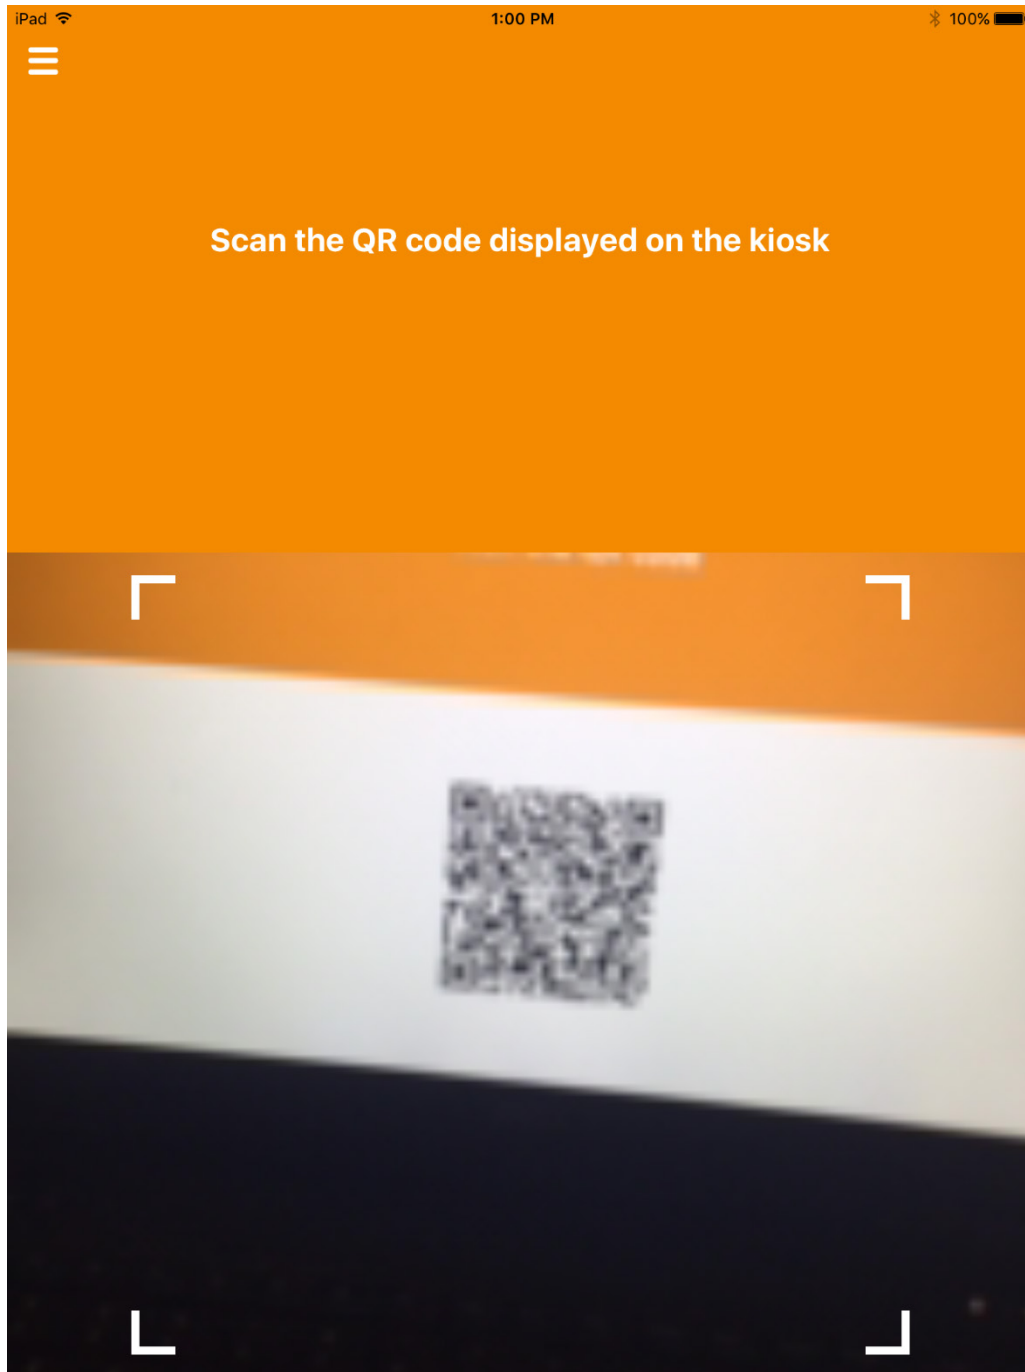 iPad 1:00 PM 100%
Scan the QR code displayed on the kiosk